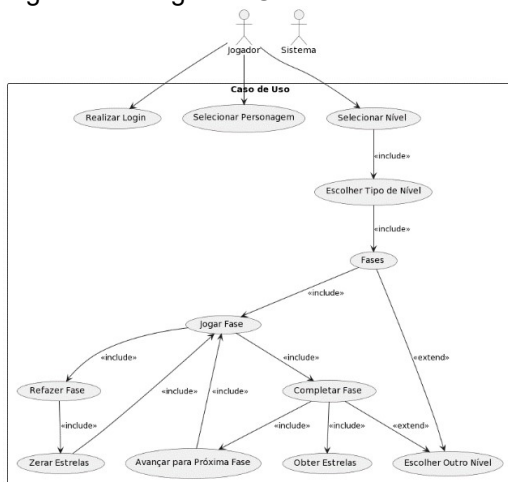 Jogador
Sistema
Caso de Uso
Realizar Login
Selecionar Personagem
Selecionar Nível
«include»
Escolher Tipo de Nível
«include»
Fases
«include»
Jogar Fase
«extend»
«include»
«include»
«include»
«include»
Refazer Fase
Completar Fase
«include»
«include»
«include»
«extend»
Zerar Estrelas
Avançar para Próxima Fase
Obter Estrelas
Escolher Outro Nível